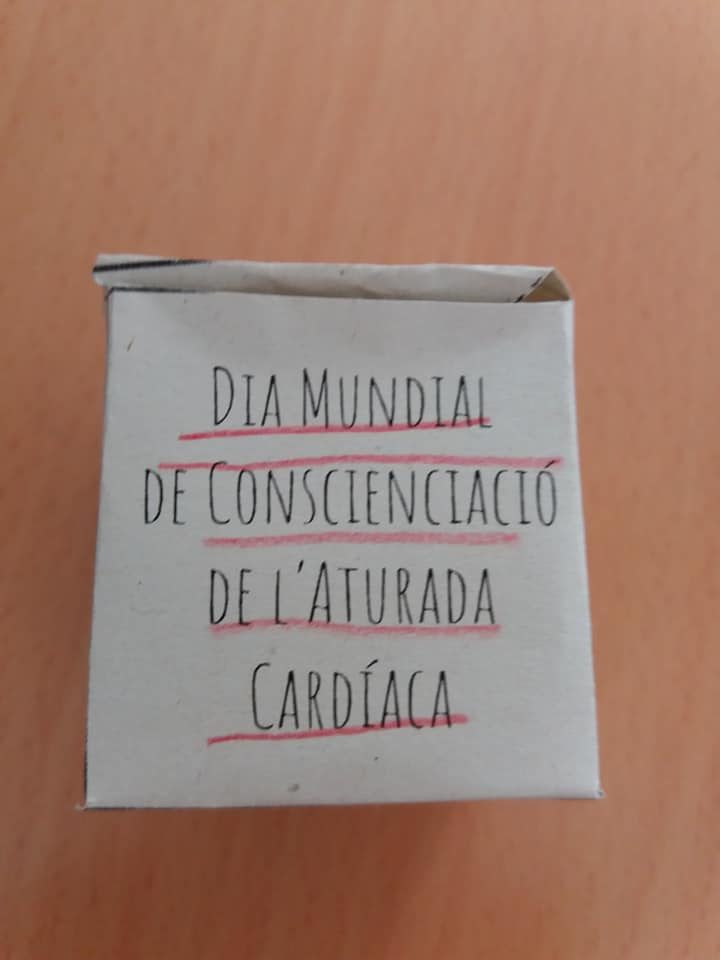 Dia Mundial
de Conscienciació
de l'Aturada
Cardíaca